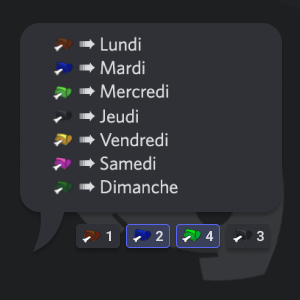 ➡ Lundi
➡ Mardi
➡ Mercredi
➡ Jeudi
➡ Vendredi
➡ Samedi
➡ Dimanche
1 2 4 3